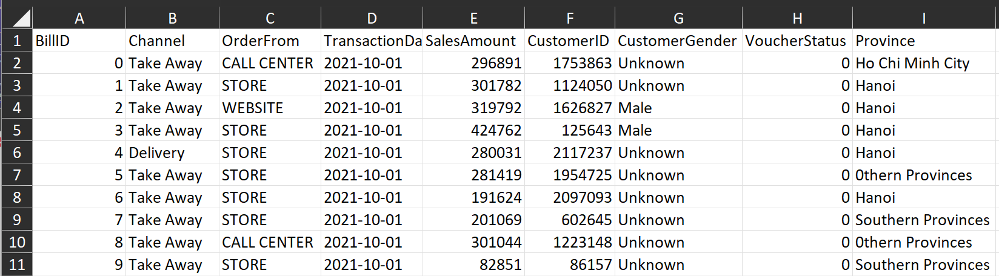 A B C D E F G H I
1 BillID Channel OrderFrom TransactionDa SalesAmount CustomerID CustomerGender VoucherStatus Province
2 0 Take Away CALL CENTER 2021-10-01 296891 1753863 Unknown 0 Ho Chi Minh City
3 1 Take Away STORE 2021-10-01 301782 1124050 Unknown 0 Hanoi
4 2 Take Away WEBSITE 2021-10-01 319792 1626827 Male 0 Hanoi
5 3 Take Away STORE 2021-10-01 424762 125643 Male 0 Hanoi
6 4 Delivery STORE 2021-10-01 280031 2117237 Unknown 0 Hanoi
7 5 Take Away STORE 2021-10-01 281419 1954725 Unknown 0 0thern Provinces
8 6 Take Away STORE 2021-10-01 191624 2097093 Unknown 0 Hanoi
9 7 Take Away STORE 2021-10-01 201069 602645 Unknown 0 Southern Provinces
10 8 Take Away CALL CENTER 2021-10-01 301044 1223148 Unknown 0 0thern Provinces
11 9 Take Away STORE 2021-10-01 82851 86157 Unknown 0 Southern Provinces